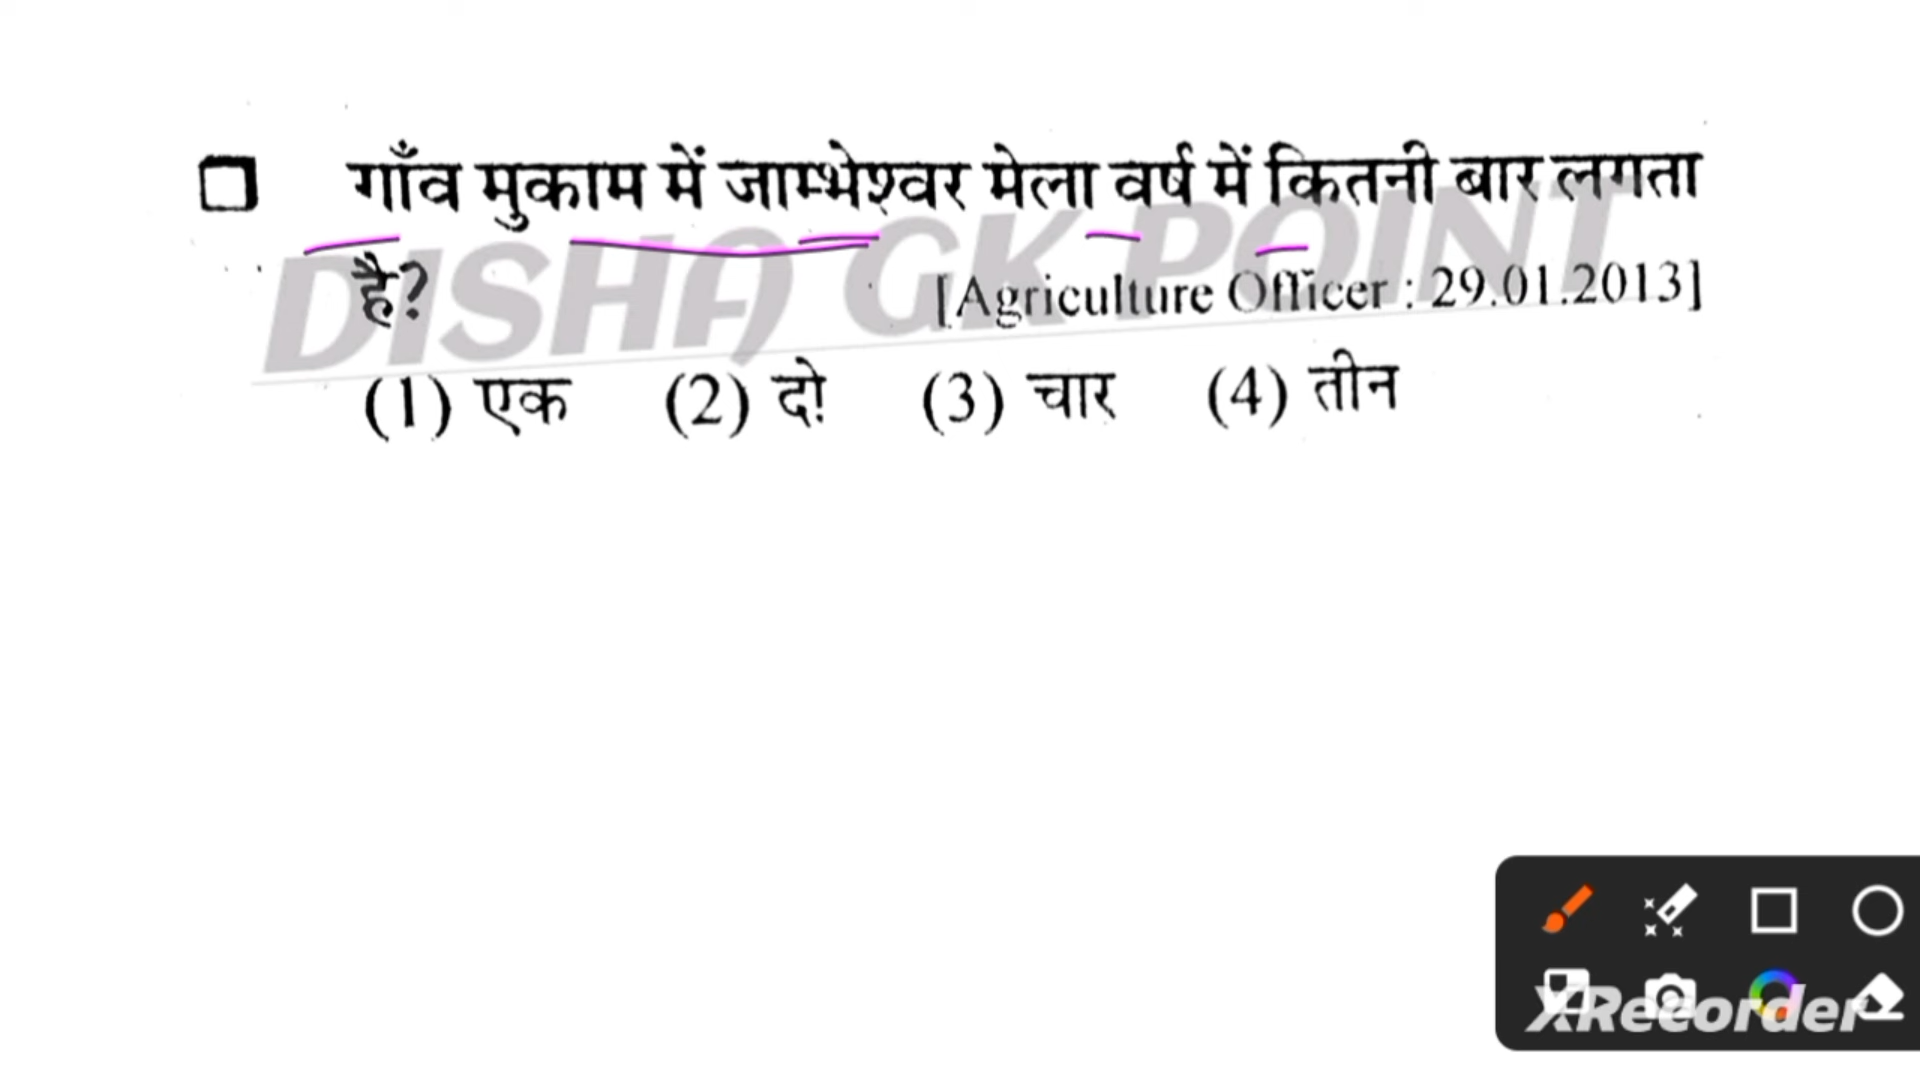 गाँव मुकाम में जाम्भेश्वर मेला वर्ष में कितनी बार लगता
है? [Agriculture Officer : 29.01.2013]
DISHA GK POINT
(1) एक (2) दो (3) चार (4) तीन
XRecorder